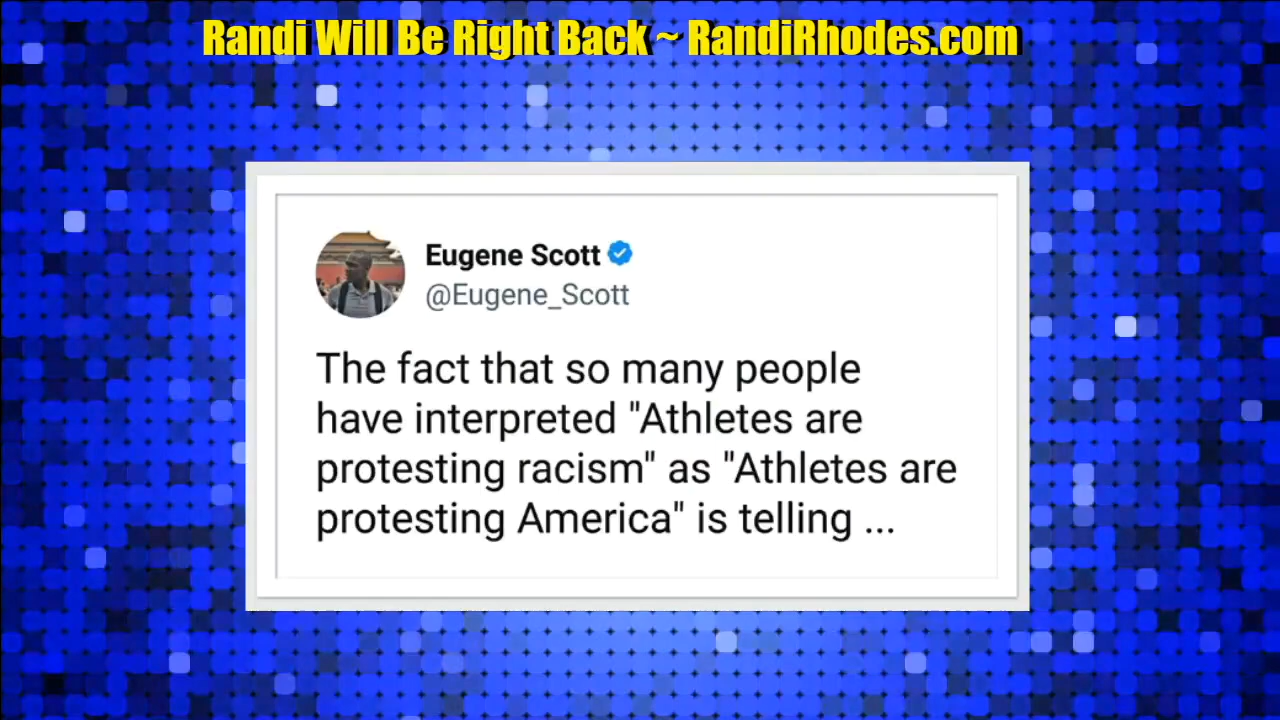 Randi Will Be Right Back ~ RandiRhodes.com
Eugene Scott
@Eugene_Scott
The fact that so many people
have interpreted "Athletes are
protesting racism" as "Athletes are
protesting America" is telling ...